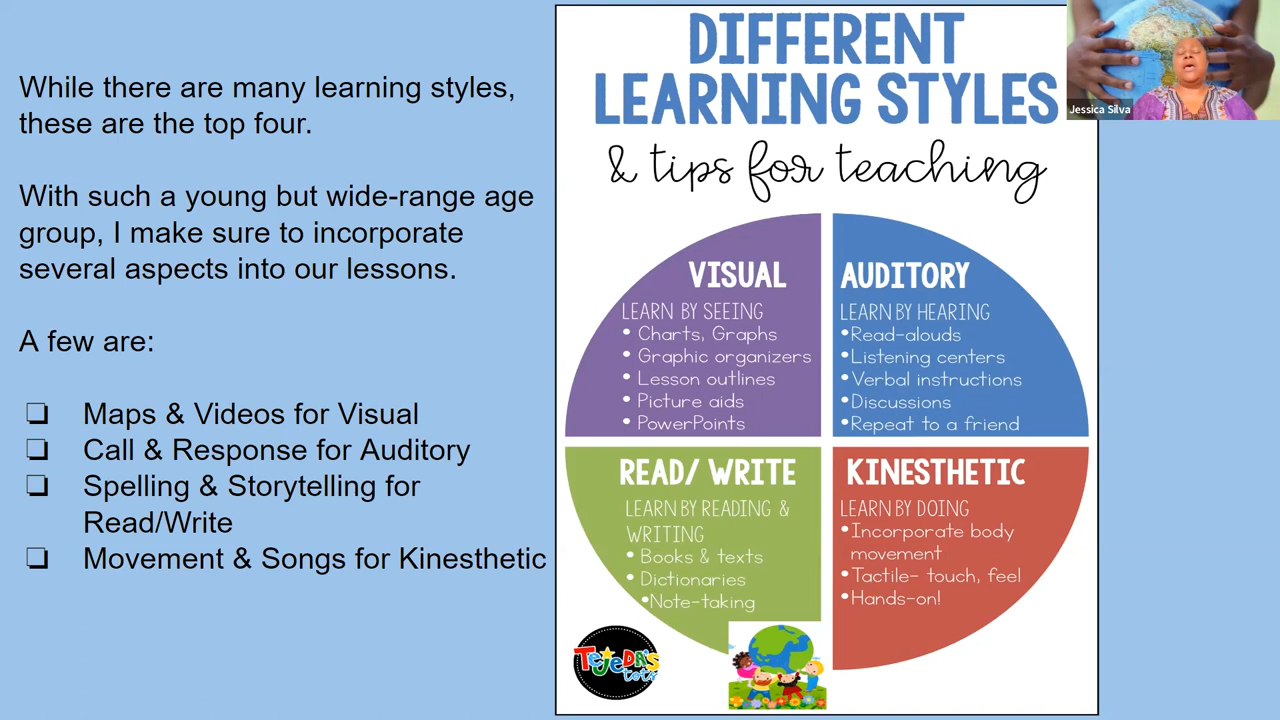 While there are many learning styles,
these are the top four.
With such a young but wide-range age
group, I make sure to incorporate
several aspects into our lessons.
A few are:
❏ Maps & Videos for Visual
❏ Call & Response for Auditory
❏ Spelling & Storytelling for
Read/Write
❏ Movement & Songs for Kinesthetic
DIFFERENT
LEARNING STYLES
& tips for teaching
VISUAL
LEARN BY SEEING
• Charts, Graphs
• Graphic organizers
• Lesson outlines
• Picture aids
• PowerPoints
AUDITORY
LEARN BY HEARING
•Read-alouds
•Listening centers
•Verbal instructions
•Discussions
•Repeat to a friend
READ/ WRITE
LEARN BY READING &
WRITING
• Books & texts
• Dictionaries
•Note-taking
KINESTHETIC
LEARN BY DOING
•Incorporate body
movement
•Tactile- touch, feel
•Hands-on!
TEJEDA'S
tots
Jessica Silva